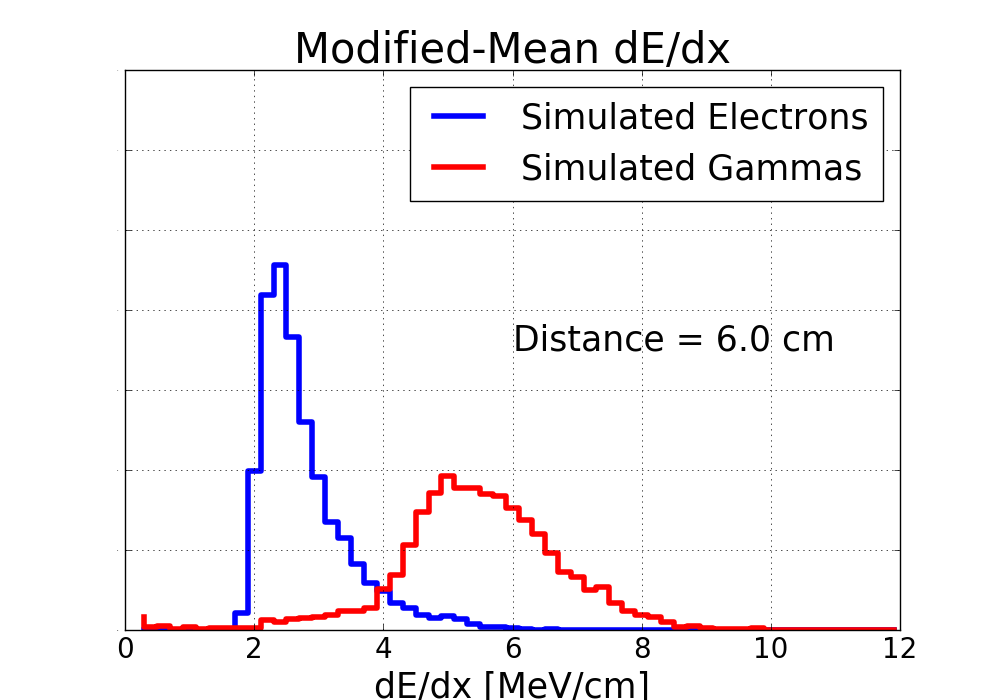 Modified-Mean dE/dx
Simulated Electrons
Simulated Gammas
Distance = 6.0 cm
0 2 4 6 8 10 12
dE/dx [MeV/cm]